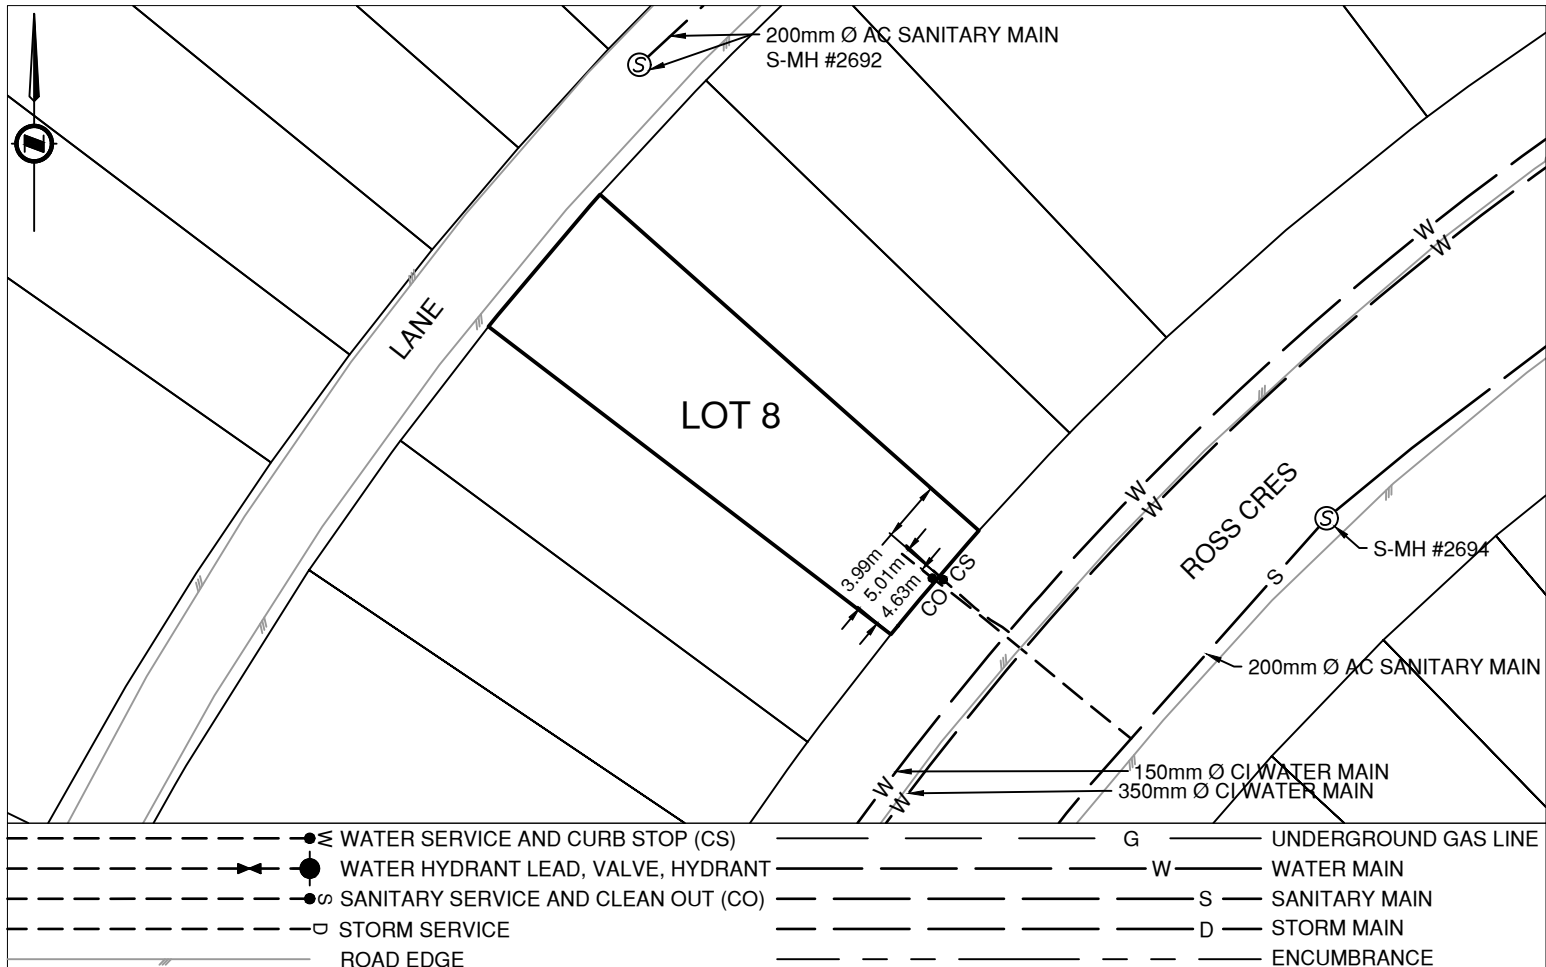 200mm Ø AC SANITARY MAIN
S-MH #2692
N
LANE
LOT 8
W
W
W
W
ROSS CRES
S
S
S-MH #2694
3.99m
5.01m
4.63m
CO
CS
S
200mm Ø AC SANITARY MAIN
W
W
150mm Ø CI WATER MAIN
350mm Ø CI WATER MAIN
W WATER SERVICE AND CURB STOP (CS)
G UNDERGROUND GAS LINE
WATER HYDRANT LEAD, VALVE, HYDRANT
W WATER MAIN
S SANITARY SERVICE AND CLEAN OUT (CO)
S SANITARY MAIN
D STORM SERVICE
D STORM MAIN
ROAD EDGE
ENCUMBRANCE